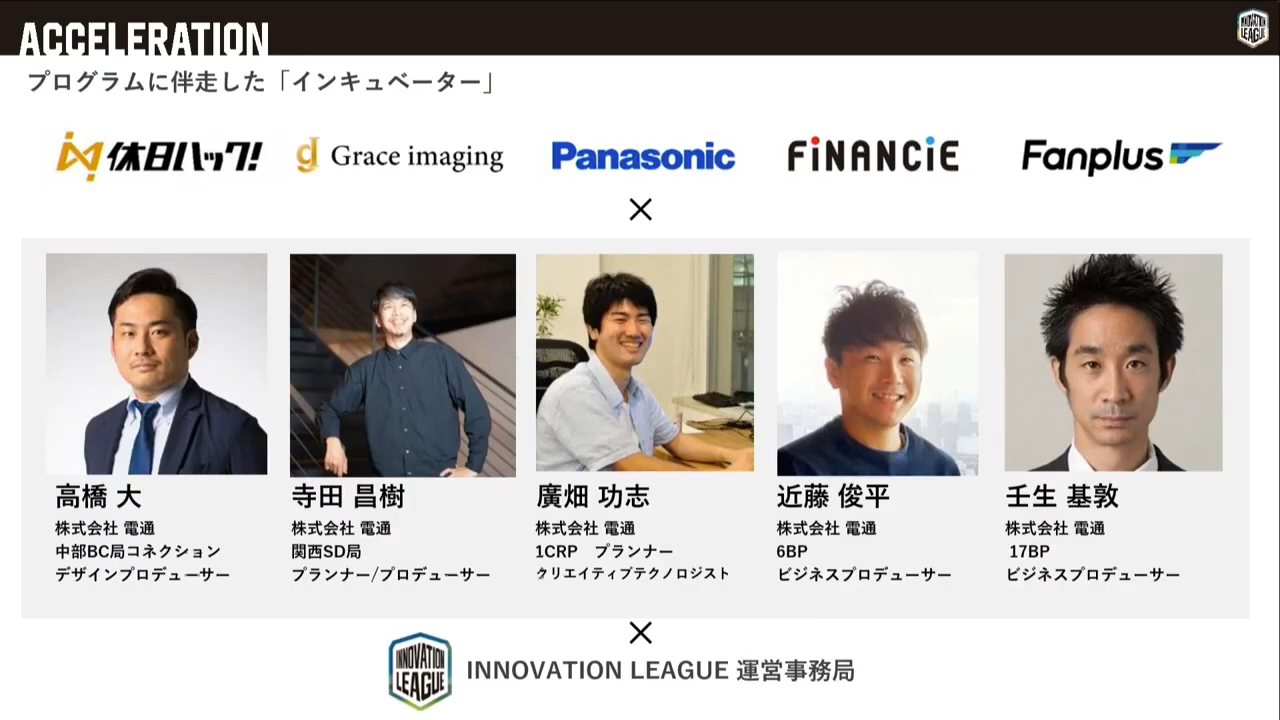 ACCELERATION
INNOVATION
LEAGUE
プログラムに伴走した「インキュベーター」
休日ハック!
Grace imaging
Panasonic
FiNANCiE
Fanplus
×
高橋 大
株式会社 電通
中部BC局コネクション
デザインプロデューサー
寺田 昌樹
株式会社 電通
関西SD局
プランナー/プロデューサー
廣畑 功志
株式会社 電通
1CRP プランナー
クリエイティブテクノロジスト
近藤 俊平
株式会社 電通
6BP
ビジネスプロデューサー
壬生 基敦
株式会社 電通
17BP
ビジネスプロデューサー
×
INNOVATION
LEAGUE
INNOVATION LEAGUE 運営事務局